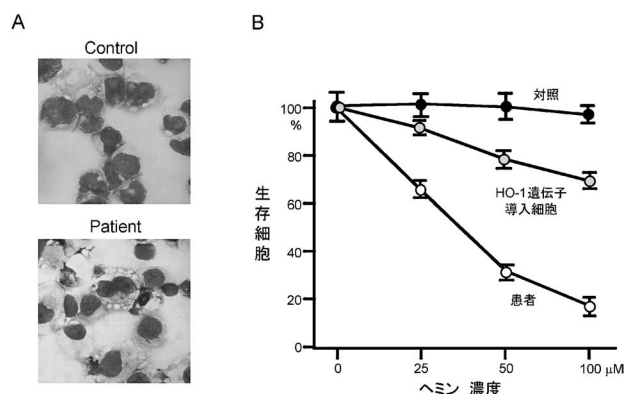 A
Control
Patient
B
対照
HO-1遺伝子
導入細胞
患者
生存細胞
100
%
80
60
40
20
0
0 25 50 100 μM
ヘミン 濃度